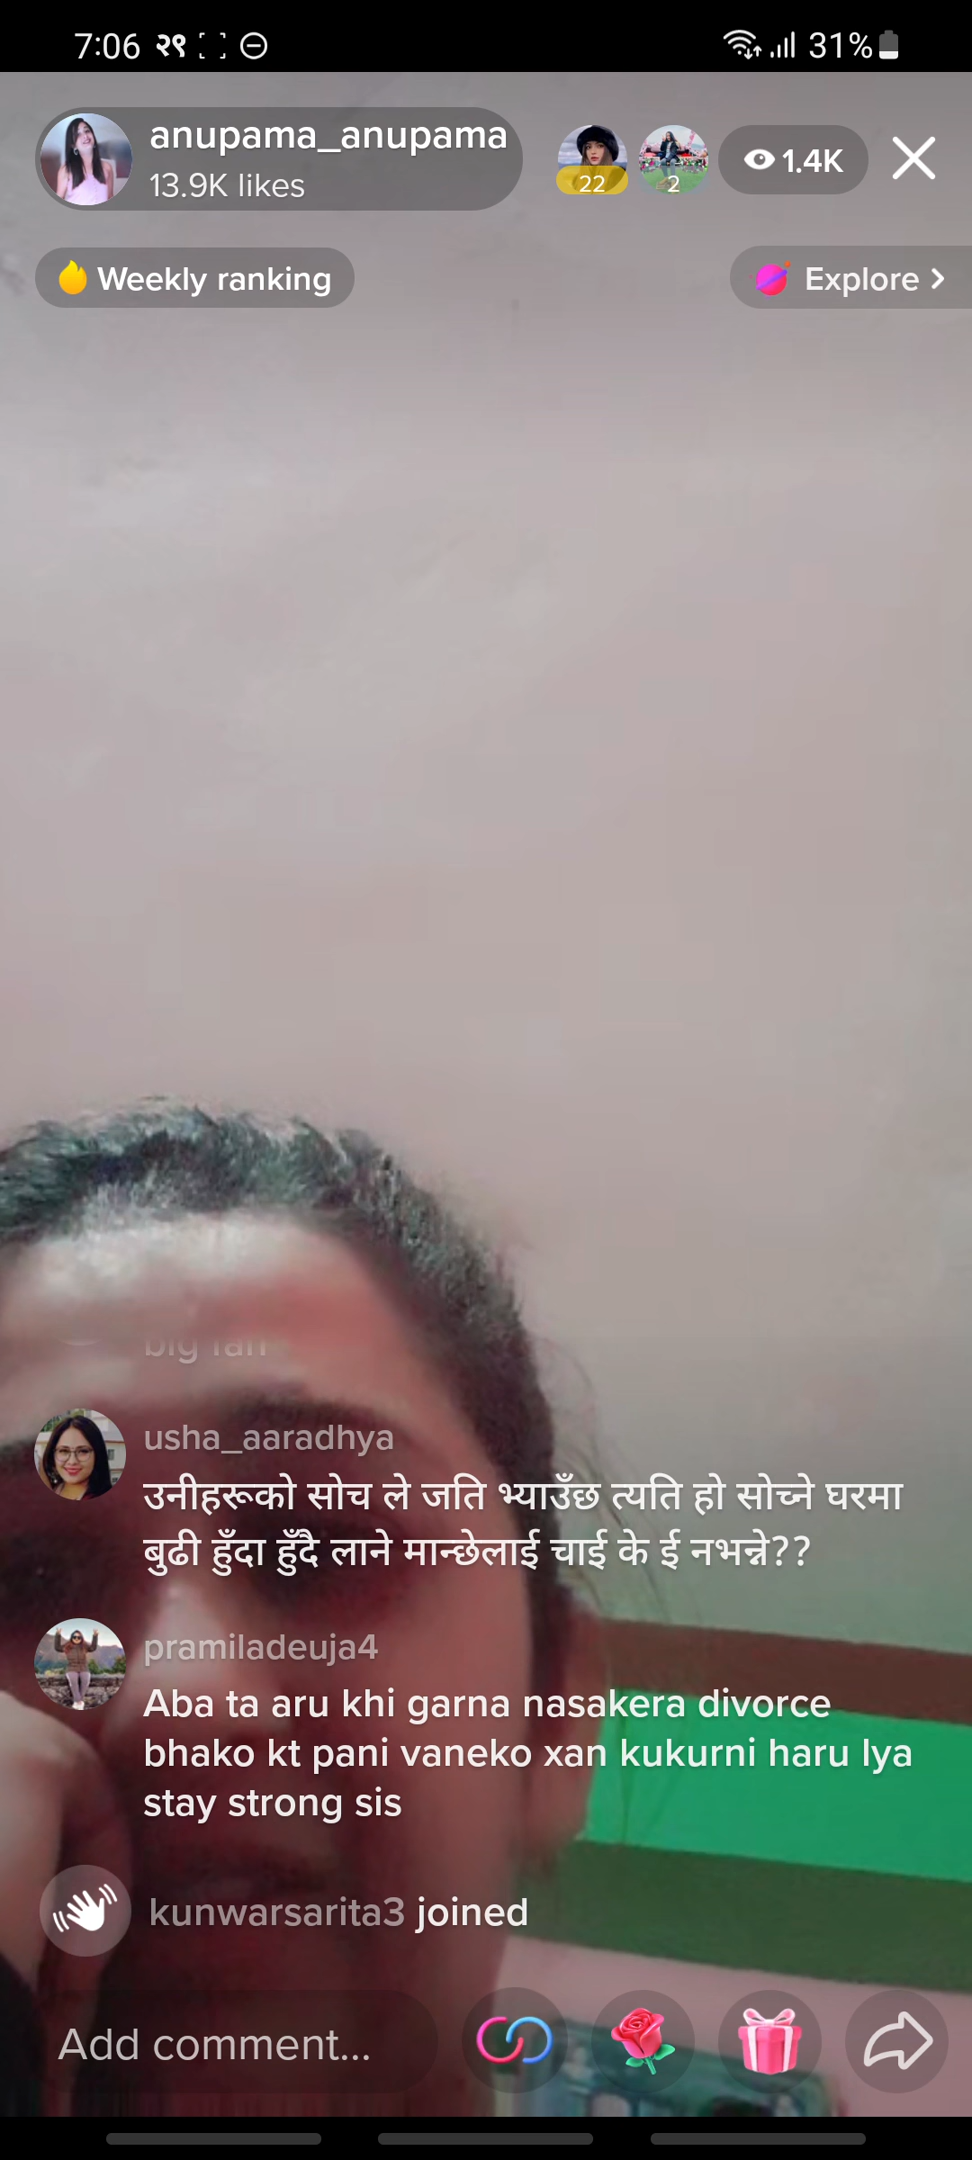 7:06 २९ 31%
anupama_anupama
13.9K likes
22
2
1.4K
Weekly ranking
Explore
big fan
usha_aaradhya
उनीहरूको सोच ले जति भ्याउँछ त्यति हो सोच्ने घरमा
बुढी हुँदा हुँदै लाने मान्छेलाई चाई के ई नभन्ने??
pramiladeuja4
Aba ta aru khi garna nasakera divorce
bhako kt pani vaneko xan kukurni haru lya
stay strong sis
kunwarsarita3 joined
Add comment...